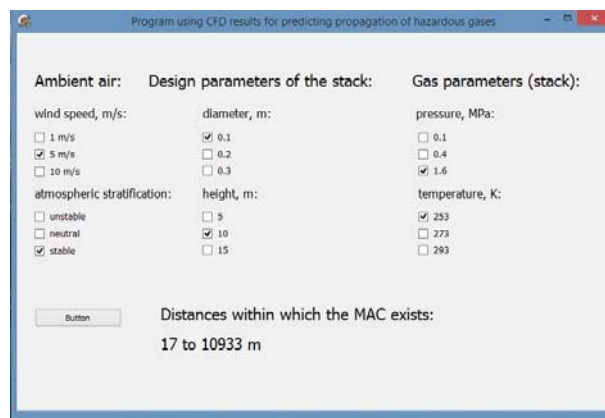 Program using CFD results for predicting propagation of hazardous gases
Ambient air: Design parameters of the stack: Gas parameters (stack):
wind speed, m/s: diameter, m: pressure, MPa:
1 m/s 0.1 0.1
5 m/s 0.2 0.4
10 m/s 0.3 1.6
atmospheric stratification: height, m: temperature, K:
unstable 5 253
neutral 10 273
stable 15 293
Button
Distances within which the MAC exists:
17 to 10933 m